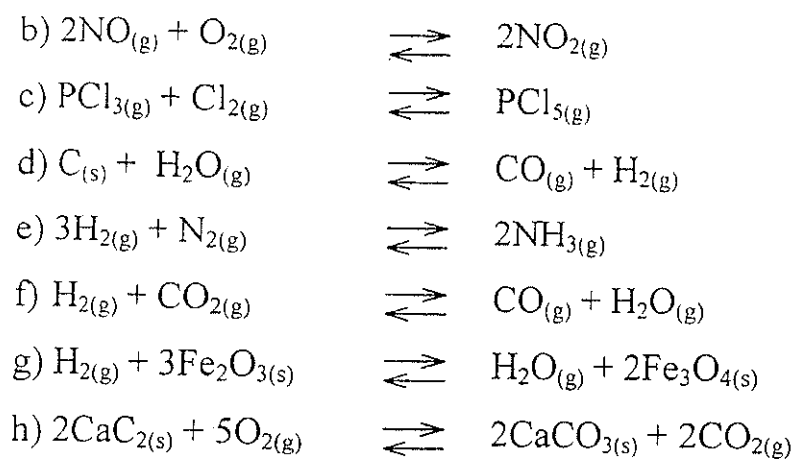 b) 2NO(g) + O2(g) ⇌ 2NO2(g)
c) PCl3(g) + Cl2(g) ⇌ PCl5(g)
d) C(s) + H2O(g) ⇌ CO(g) + H2(g)
e) 3H2(g) + N2(g) ⇌ 2NH3(g)
f) H2(g) + CO2(g) ⇌ CO(g) + H2O(g)
g) H2(g) + 3Fe2O3(s) ⇌ H2O(g) + 2Fe3O4(s)
h) 2CaC2(s) + 5O2(g) ⇌ 2CaCO3(s) + 2CO2(g)